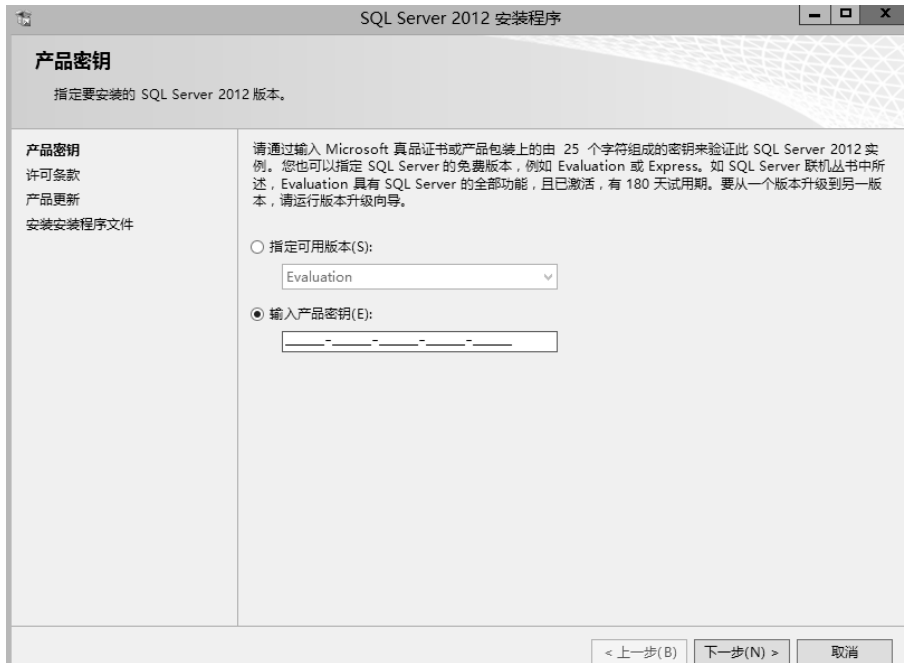 SQL Server 2012 安装程序
产品密钥
指定要安装的 SQL Server 2012 版本。
产品密钥
许可条款
产品更新
安装安装程序文件
请通过输入 Microsoft 真品证书或产品包装上的由 25 个字符组成的密钥来验证此 SQL Server 2012 实
例。您也可以指定 SQL Server 的免费版本，例如 Evaluation 或 Express。如 SQL Server 联机丛书中所
述，Evaluation 具有 SQL Server 的全部功能，且已激活，有 180 天试用期。要从一个版本升级到另一版
本，请运行版本升级向导。
指定可用版本(S):
Evaluation
输入产品密钥(E):
_____-_____-_____-_____-_____
< 上一步(B) 下一步(N) > 取消